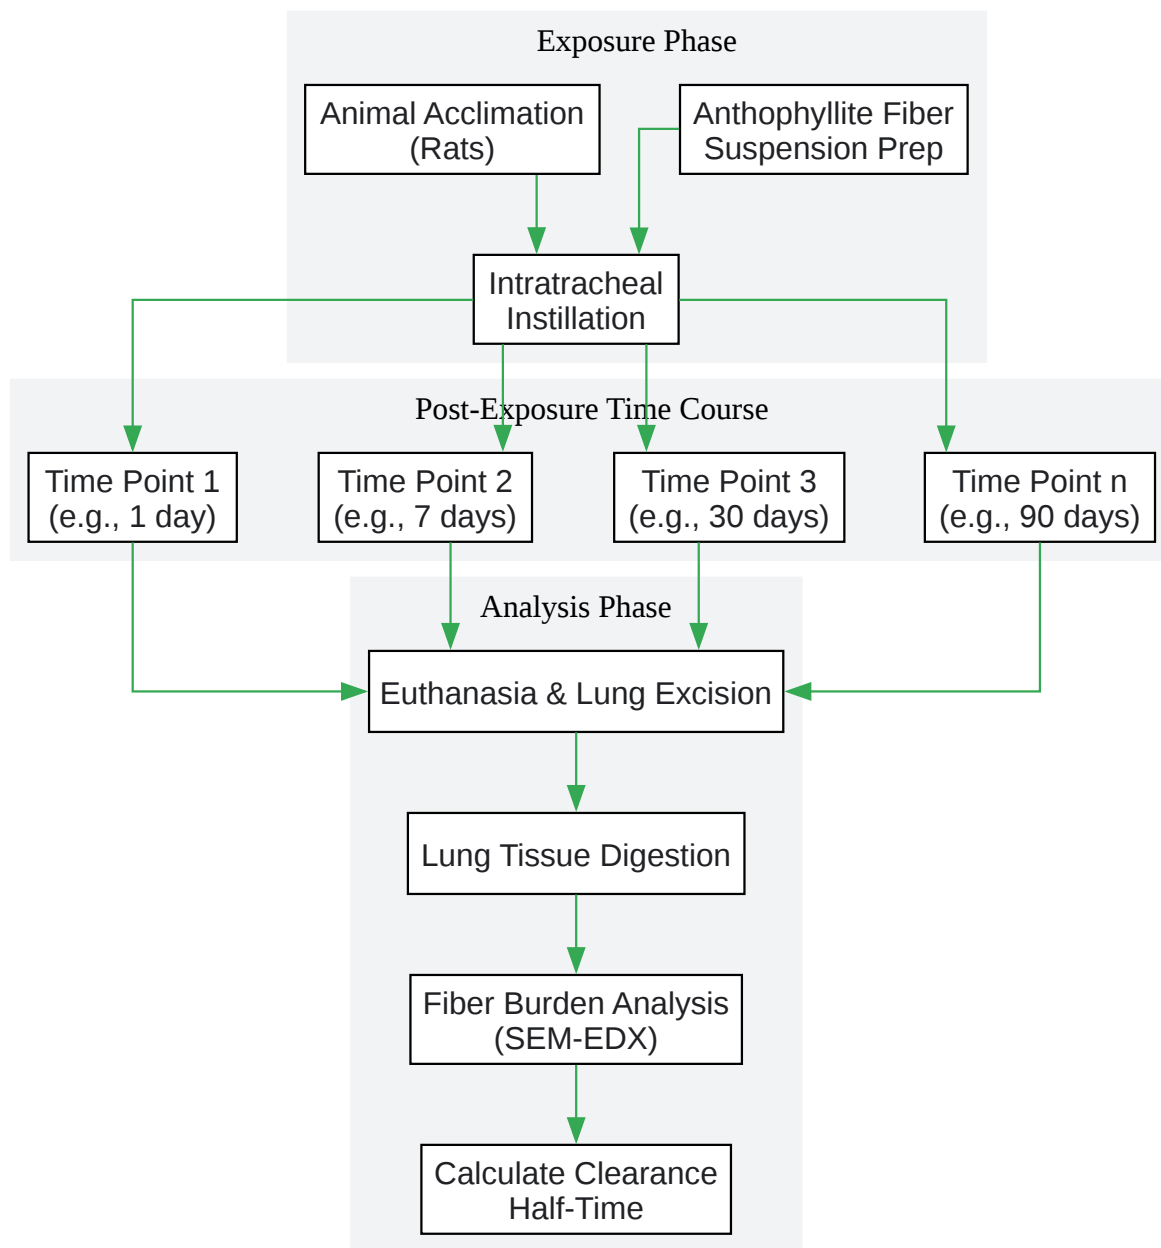 Exposure Phase
Animal Acclimation
(Rats)
Anthophyllite Fiber
Suspension Prep
Intratracheal
Instillation
Post-Exposure Time Course
Time Point 1
(e.g., 1 day)
Time Point 2
(e.g., 7 days)
Time Point 3
(e.g., 30 days)
Time Point n
(e.g., 90 days)
Analysis Phase
Euthanasia & Lung Excision
Lung Tissue Digestion
Fiber Burden Analysis
(SEM-EDX)
Calculate Clearance
Half-Time